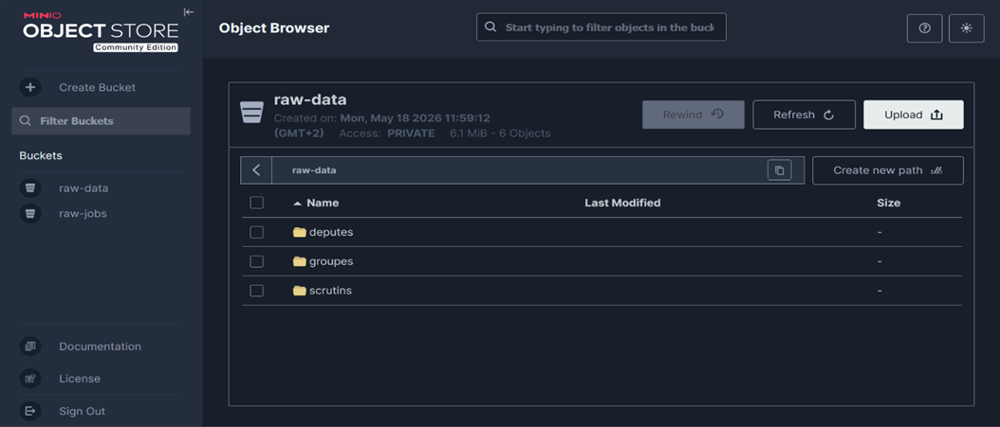 MINIO
OBJECT STORE
Community Edition
Create Bucket
Filter Buckets
Buckets
raw-data
raw-jobs
Documentation
License
Sign Out
Object Browser
Start typing to filter objects in the buck
raw-data
Created on: Mon, May 18 2026 11:59:12
(GMT+2) Access: PRIVATE 6.1 MiB - 6 Objects
Rewind
Refresh
Upload
raw-data
Create new path
Name Last Modified Size
deputes -
groupes -
scrutins -